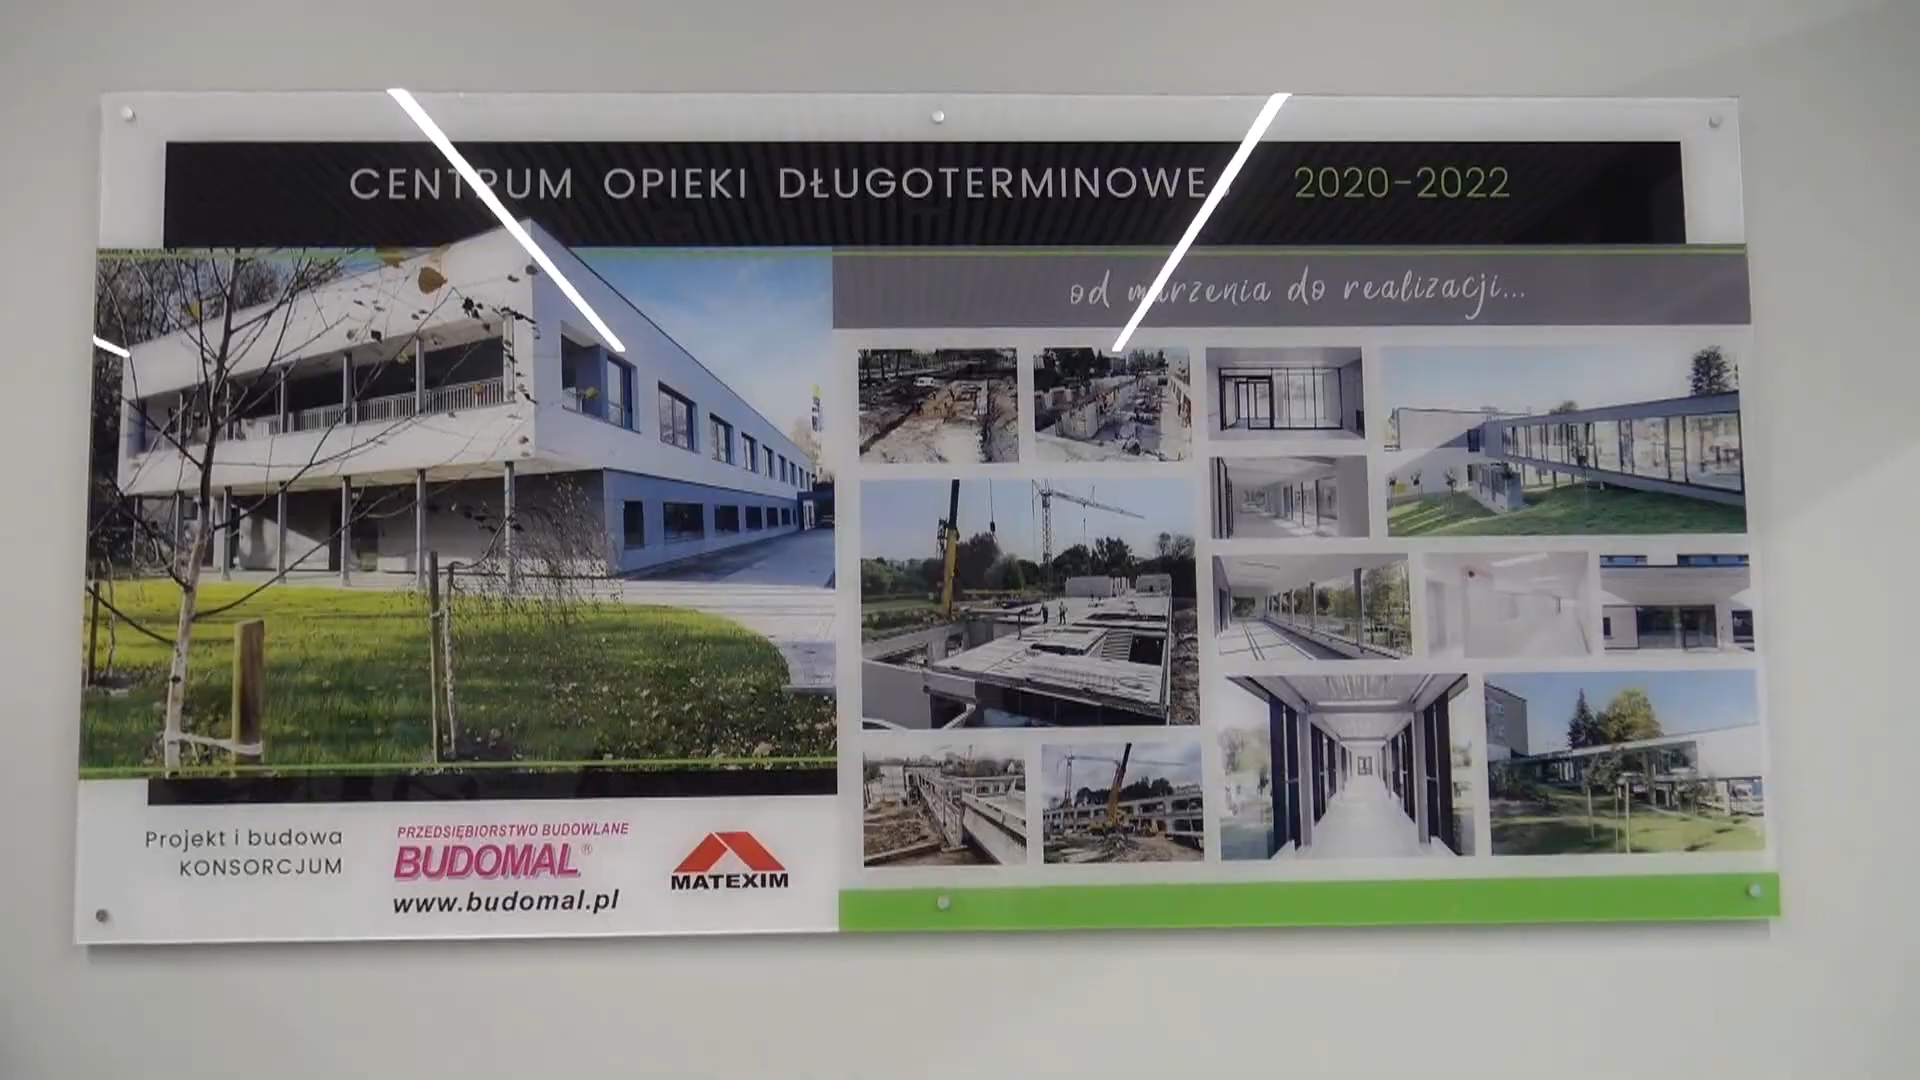 CENTRUM OPIEKI DŁUGOTERMINOWEJ 2020-2022
od marzenia do realizacji...
Projekt i budowa
KONSORCJUM
PRZEDSIĘBIORSTWO BUDOWLANE
BUDOMAL®
www.budomal.pl
MATEXIM